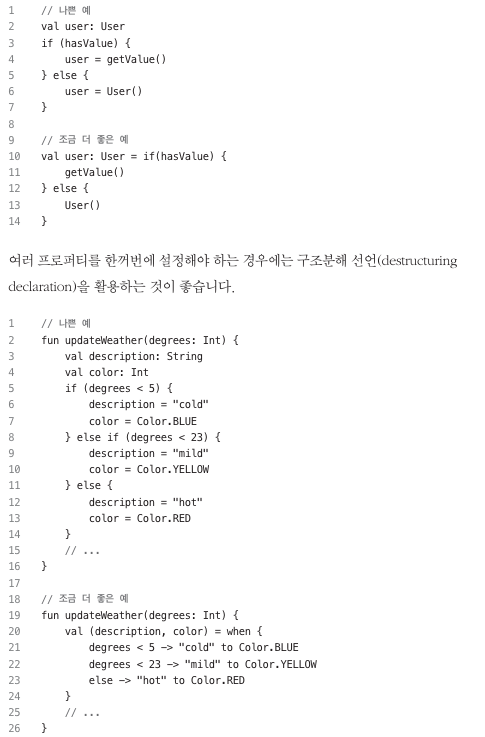 1 // 나쁜 예
2 val user: User
3 if (hasValue) {
4     user = getValue()
5 } else {
6     user = User()
7 }
8
9 // 조금 더 좋은 예
10 val user: User = if(hasValue) {
11     getValue()
12 } else {
13     User()
14 }
여러 프로퍼티를 한꺼번에 설정해야 하는 경우에는 구조분해 선언(destructuring
declaration)을 활용하는 것이 좋습니다.
1 // 나쁜 예
2 fun updateWeather(degrees: Int) {
3     val description: String
4     val color: Int
5     if (degrees < 5) {
6         description = "cold"
7         color = Color.BLUE
8     } else if (degrees < 23) {
9         description = "mild"
10         color = Color.YELLOW
11     } else {
12         description = "hot"
13         color = Color.RED
14     }
15     // ...
16 }
17
18 // 조금 더 좋은 예
19 fun updateWeather(degrees: Int) {
20     val (description, color) = when {
21         degrees < 5 -> "cold" to Color.BLUE
22         degrees < 23 -> "mild" to Color.YELLOW
23         else -> "hot" to Color.RED
24     }
25     // ...
26 }